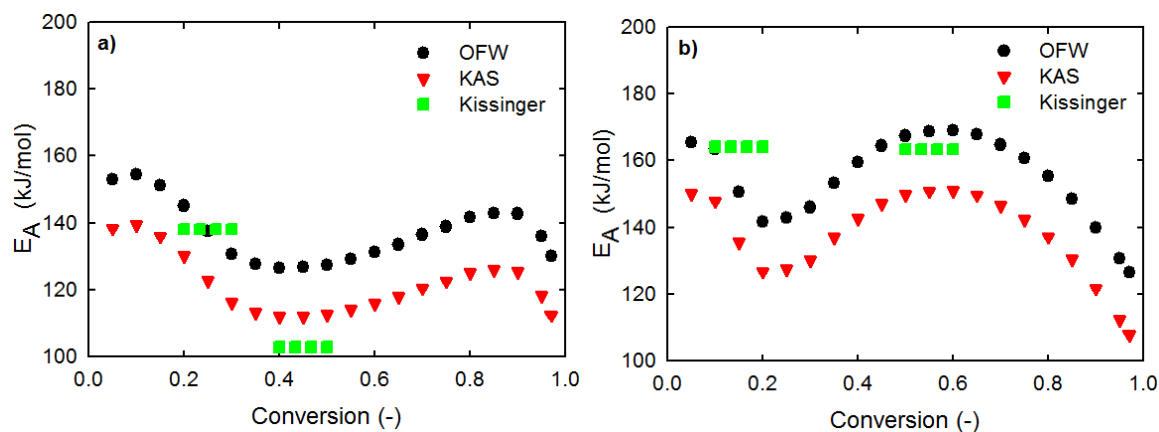 a)
OFW
KAS
Kissinger
200
180
160
140
120
100
E_A (kJ/mol)
0.0 0.2 0.4 0.6 0.8 1.0
Conversion (-)
b)
OFW
KAS
Kissinger
200
180
160
140
120
100
E_A (kJ/mol)
0.0 0.2 0.4 0.6 0.8 1.0
Conversion (-)